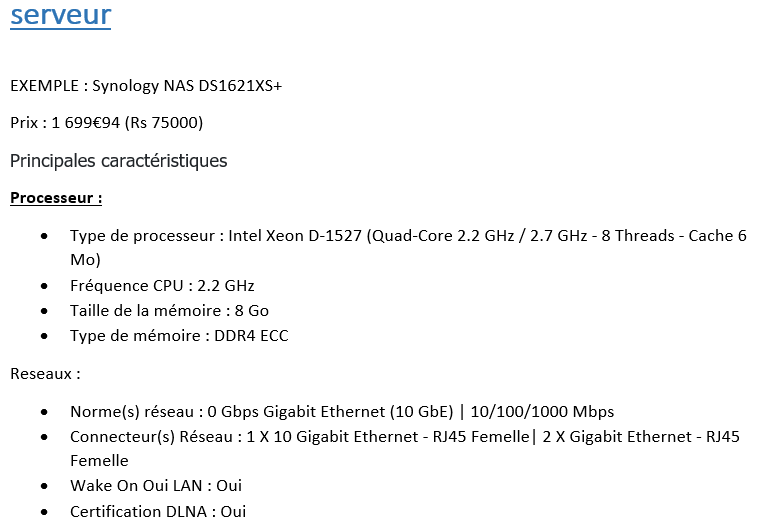 serveur
EXEMPLE : Synology NAS DS1621XS+
Prix : 1 699€94 (Rs 75000)
Principales caractéristiques
Processeur :
• Type de processeur : Intel Xeon D-1527 (Quad-Core 2.2 GHz / 2.7 GHz - 8 Threads - Cache 6
Mo)
• Fréquence CPU : 2.2 GHz
• Taille de la mémoire : 8 Go
• Type de mémoire : DDR4 ECC
Reseaux :
• Norme(s) réseau : 0 Gbps Gigabit Ethernet (10 GbE) | 10/100/1000 Mbps
• Connecteur(s) Réseau : 1 X 10 Gigabit Ethernet - RJ45 Femelle| 2 X Gigabit Ethernet - RJ45
Femelle
• Wake On Oui LAN : Oui
• Certification DLNA : Oui